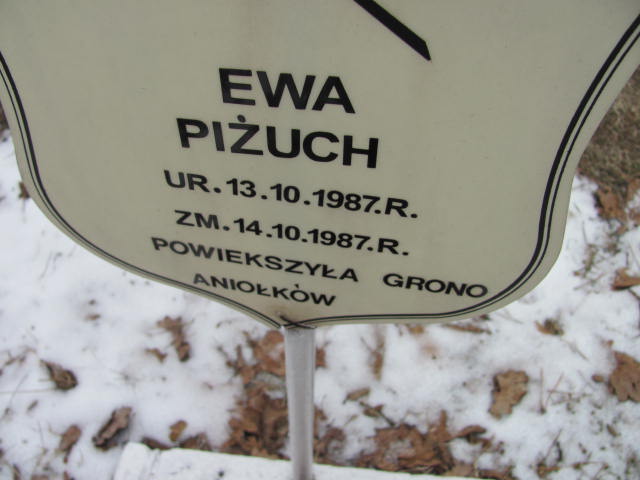 EWA
PIŻUCH
UR. 13.10.1987.R.
ZM. 14.10.1987.R.
POWIEKSZYŁA GRONO
ANIOŁKÓW